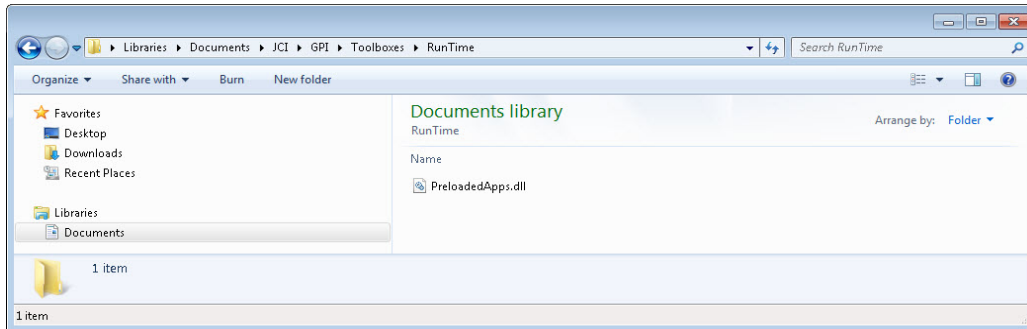 Libraries ▸ Documents ▸ JCI ▸ GPI ▸ Toolboxes ▸ RunTime
Search RunTime
Organize Share with Burn New folder
Favorites
Desktop
Downloads
Recent Places
Libraries
Documents
Documents library
RunTime
Arrange by: Folder
Name
PreloadedApps.dll
1 item
1 item